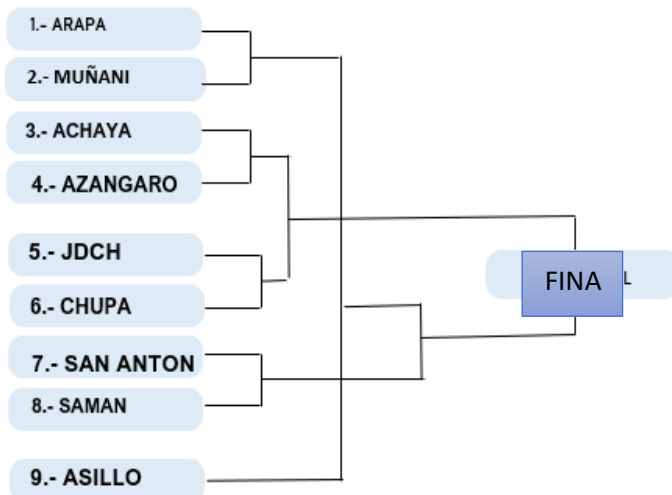 1.- ARAPA
2.- MUÑANI
3.- ACHAYA
4.- AZANGARO
5.- JDCH
6.- CHUPA
7.- SAN ANTON
8.- SAMAN
9.- ASILLO
FINA L